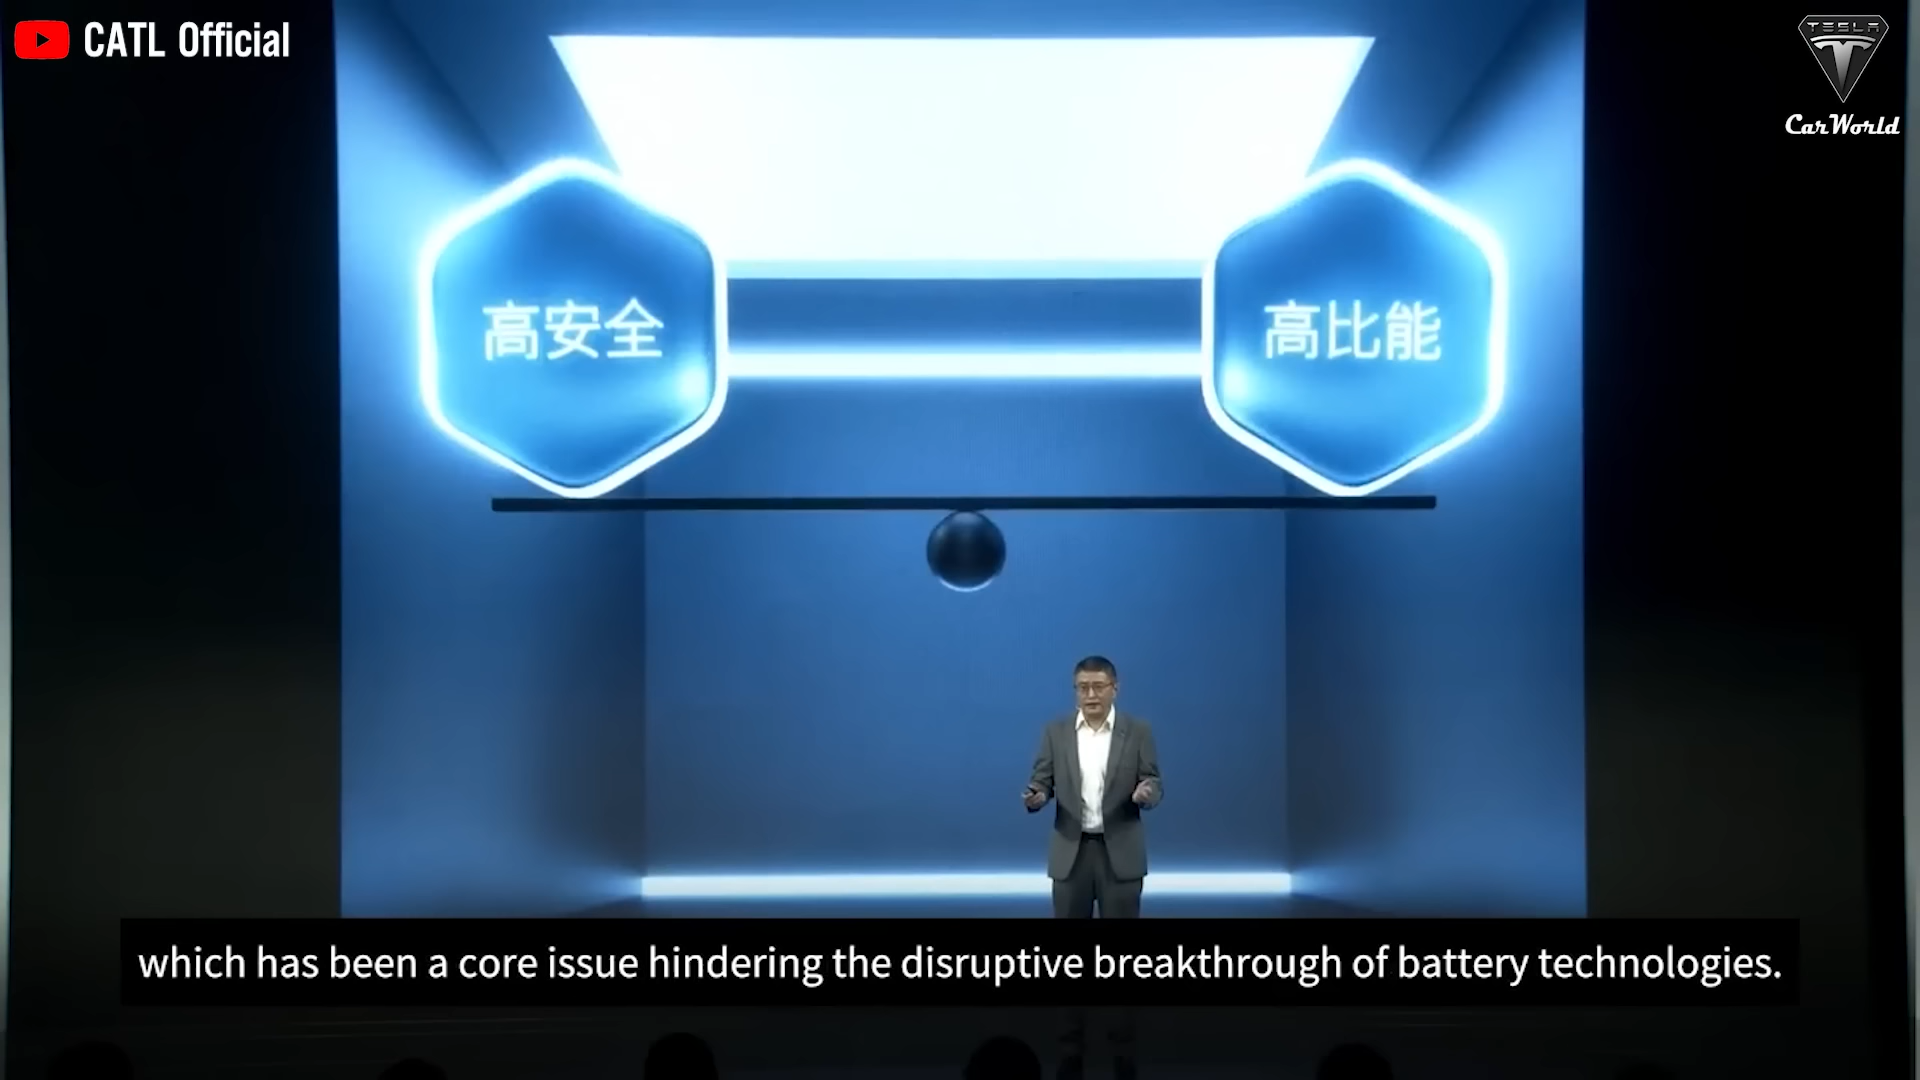 CATL Official
TESLA
CarWorld
高安全
高比能
which has been a core issue hindering the disruptive breakthrough of battery technologies.